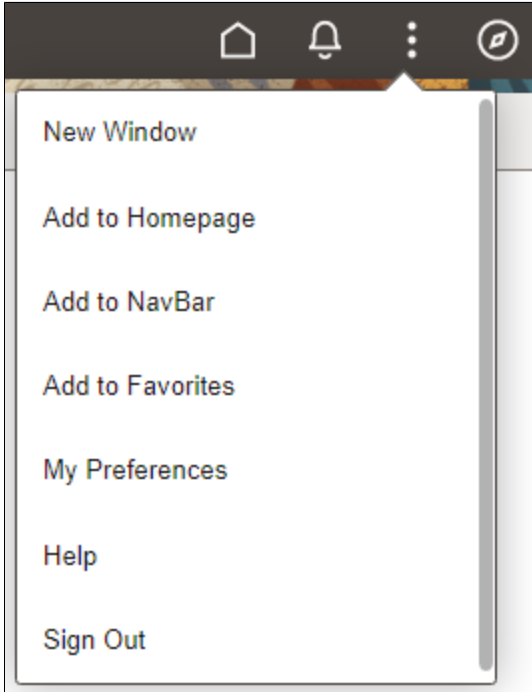 New Window
Add to Homepage
Add to NavBar
Add to Favorites
My Preferences
Help
Sign Out